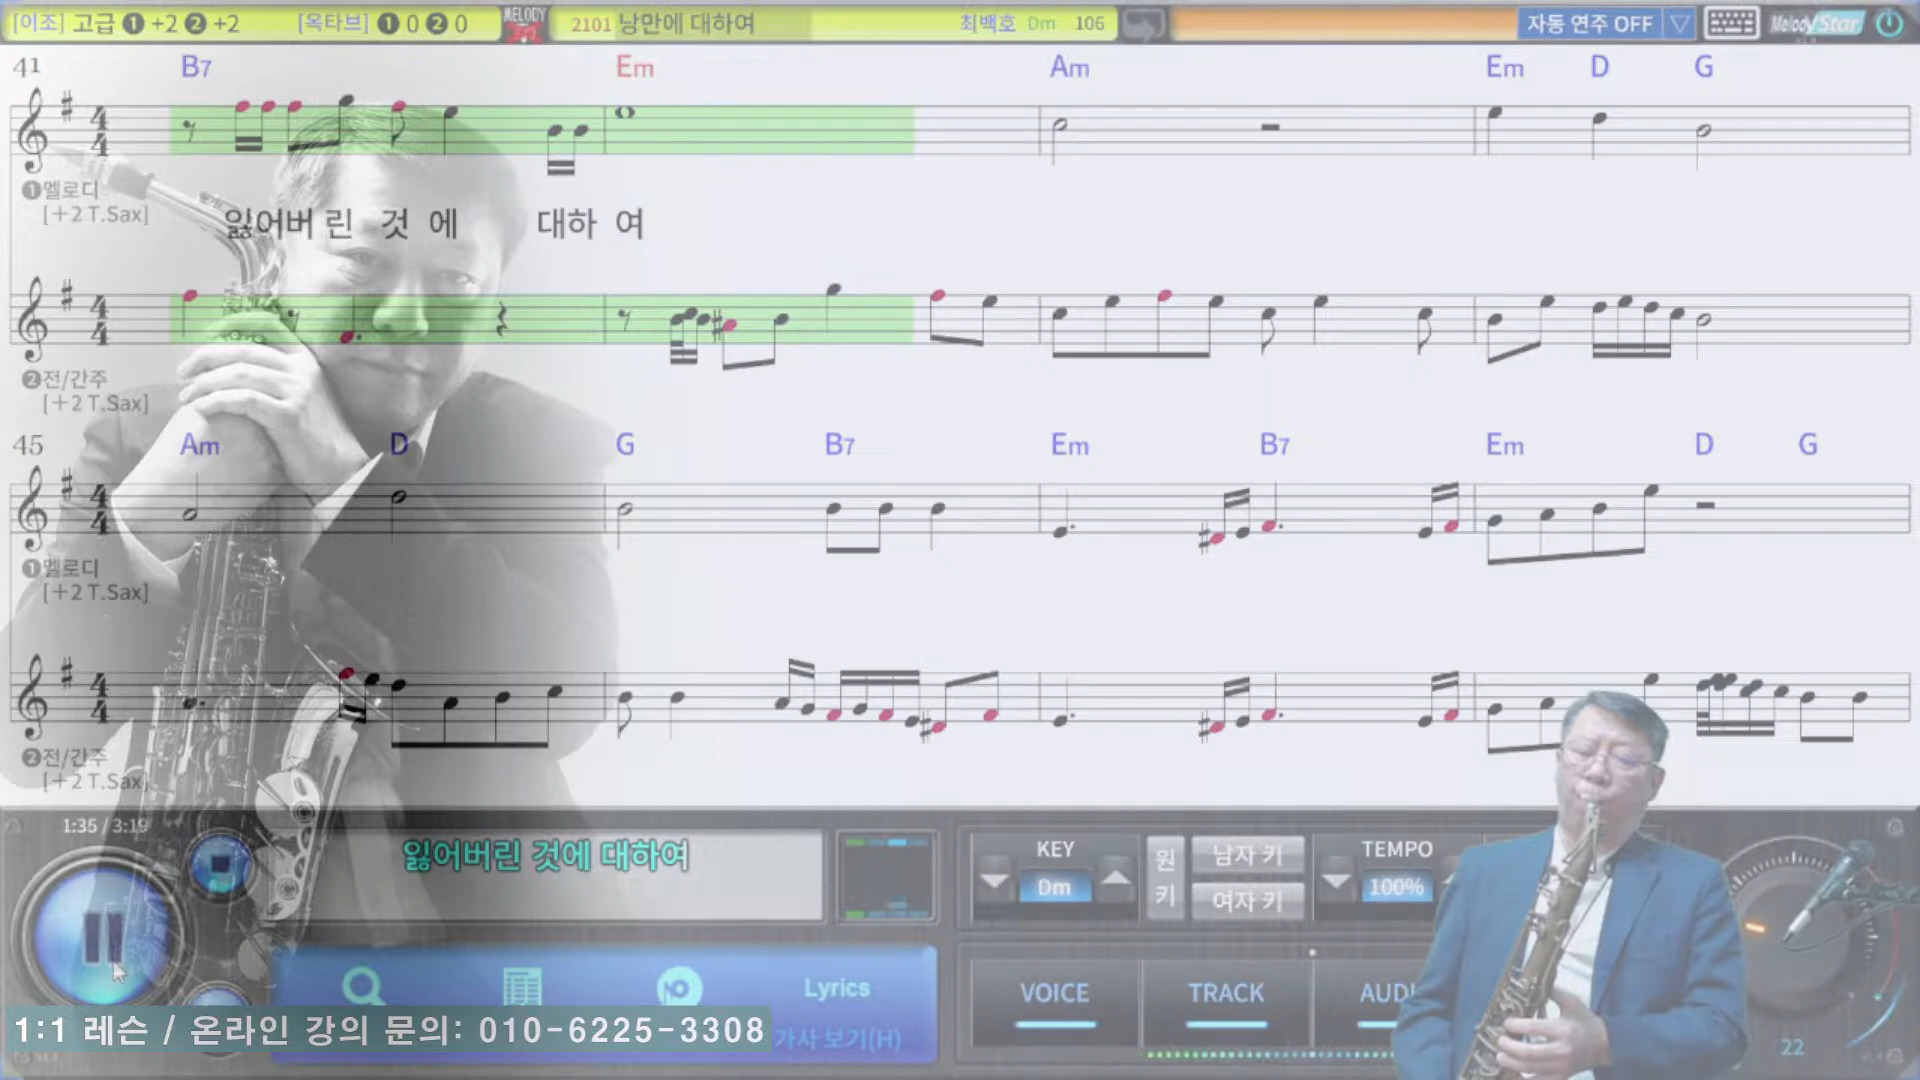 [이조] 고급 ❶ +2 ❷ +2 [옥타브] ❶ 0 ❷ 0 MELODY 2101 낭만에 대하여 최백호 Dm 106 자동 연주 OFF MelodyStar
41 B7 Em Am Em D G
❶멜로디
[+2 T.Sax]
잃어버 린 것 에 대하 여
❷전/간주
[+2 T.Sax]
45 Am D G B7 Em B7 Em D G
❶멜로디
[+2 T.Sax]
❷전/간주
[+2 T.Sax]
1:35 / 3:19
잃어버린 것에 대하여
KEY
Dm
원키
남자 키
여자 키
TEMPO
100%
Lyrics
가사 보기(H)
VOICE TRACK
22
1:1 레슨 / 온라인 강의 문의: 010-6225-3308